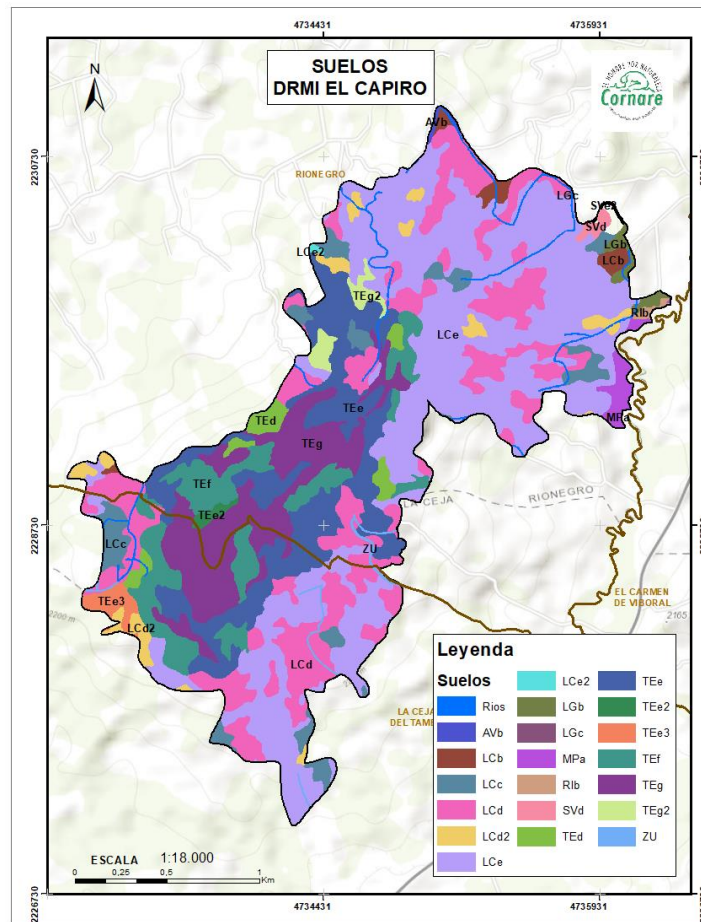 4734431
4735931
SUELOS
DRMI EL CAPIRO
N
Cornare
2230730
AVb
RIONEGRO
LGc
SVe2
SVd
LGb
LCb
LCe2
TEg2
RIb
LCe
MPa
TEe
TEd
TEg
TEf
TEe2
2228730
LA CEJA
RIONEGRO
ZU
LCc
TEe3
2200 m
LCd2
EL CARMEN
DE VIBORAL
2165
LCd
LA CEJA
DEL TAM
Leyenda
Suelos
Rios
AVb
LCb
LCc
LCd
LCd2
LCe
LCe2
LGb
LGc
MPa
RIb
SVd
TEd
TEe
TEe2
TEe3
TEf
TEg
TEg2
ZU
ESCALA 1:18.000
0 0,25 0,5 1
Km
2226730
4734431
4735931